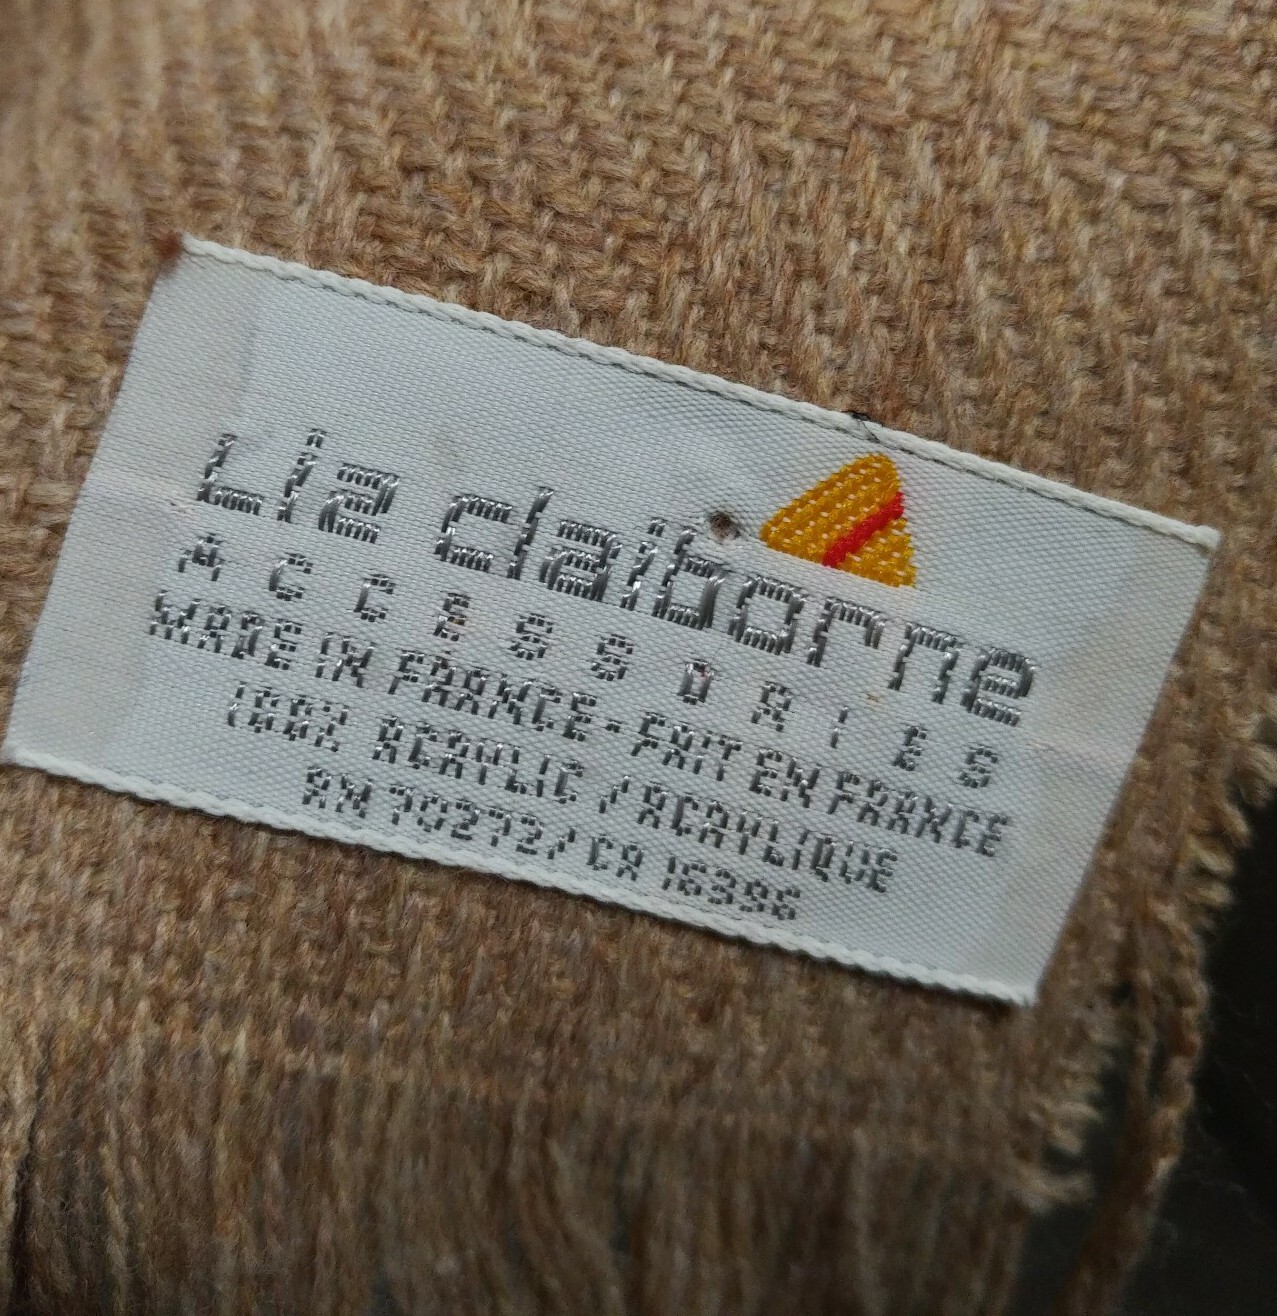 Liz claiborne
ACCESSORIES
MADE IN FRANCE-FAIT EN FRANCE
100% ACRYLIC / ACRYLIQUE
RN 70272/CA 16396